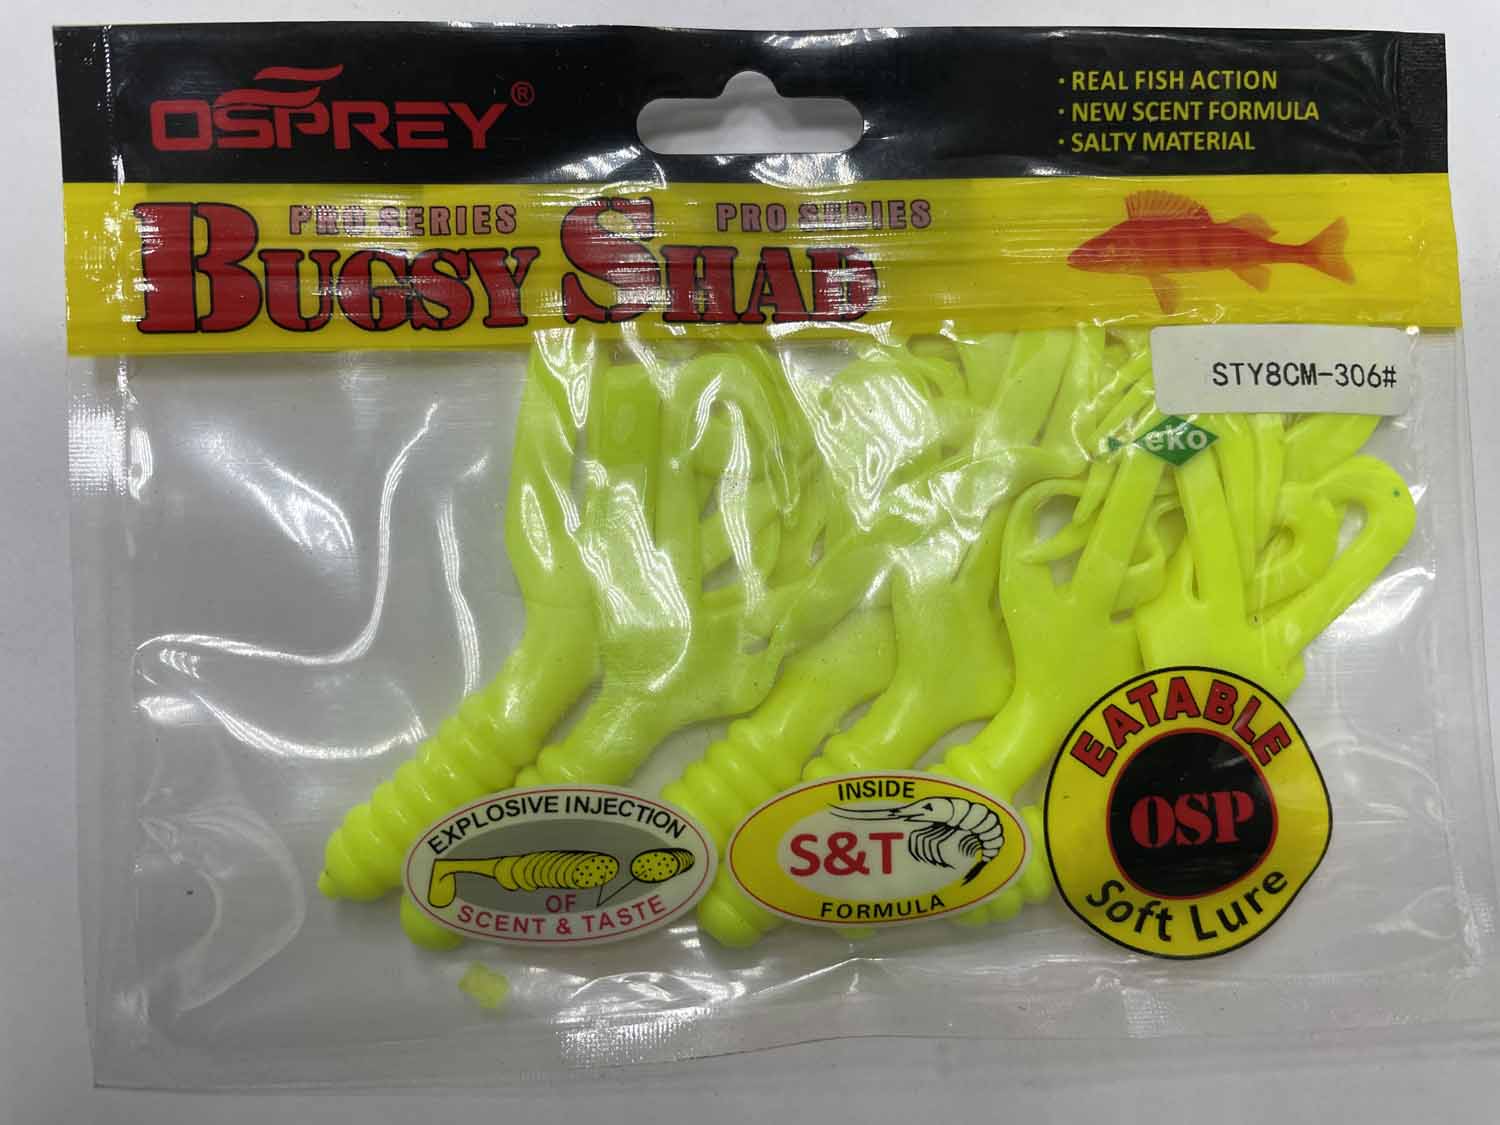 OSPREY®
· REAL FISH ACTION
· NEW SCENT FORMULA
· SALTY MATERIAL
PRO SERIES PRO SERIES
BUGSY SHAD
STY8CM-306#
EXPLOSIVE INJECTION
OF
SCENT & TASTE
INSIDE
S&T
FORMULA
EATABLE
OSP
Soft Lure